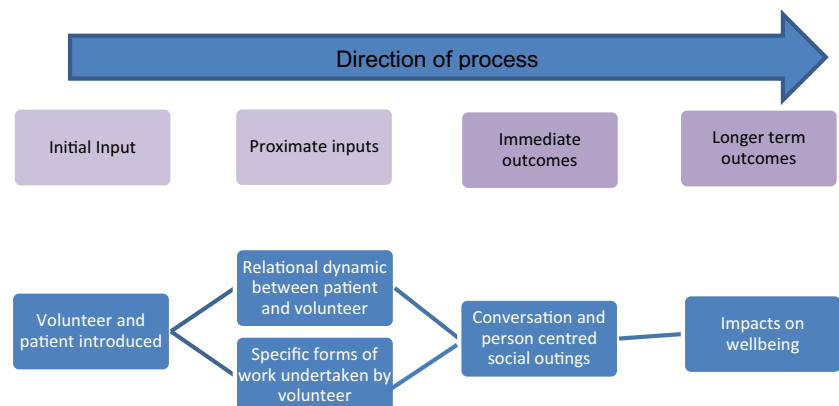 Direction of process
Initial Input
Proximate inputs
Immediate
outcomes
Longer term
outcomes
Volunteer and
patient introduced
Relational dynamic
between patient
and volunteer
Specific forms of
work undertaken by
volunteer
Conversation and
person centred
social outings
Impacts on
wellbeing